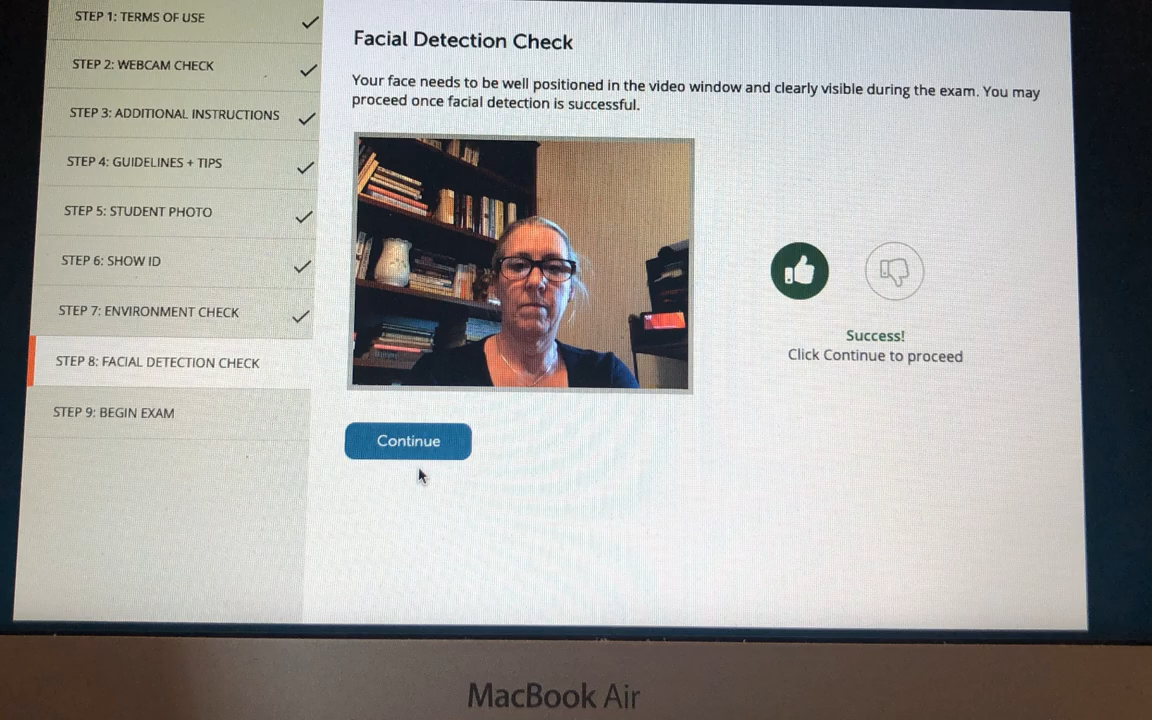 STEP 1: TERMS OF USE
STEP 2: WEBCAM CHECK
STEP 3: ADDITIONAL INSTRUCTIONS
STEP 4: GUIDELINES + TIPS
STEP 5: STUDENT PHOTO
STEP 6: SHOW ID
STEP 7: ENVIRONMENT CHECK
STEP 8: FACIAL DETECTION CHECK
STEP 9: BEGIN EXAM
Facial Detection Check
Your face needs to be well positioned in the video window and clearly visible during the exam. You may
proceed once facial detection is successful.
Success!
Click Continue to proceed
Continue
MacBook Air